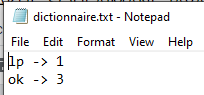 dictionnaire.txt - Notepad
File Edit Format View Help
lp -> 1
ok -> 3